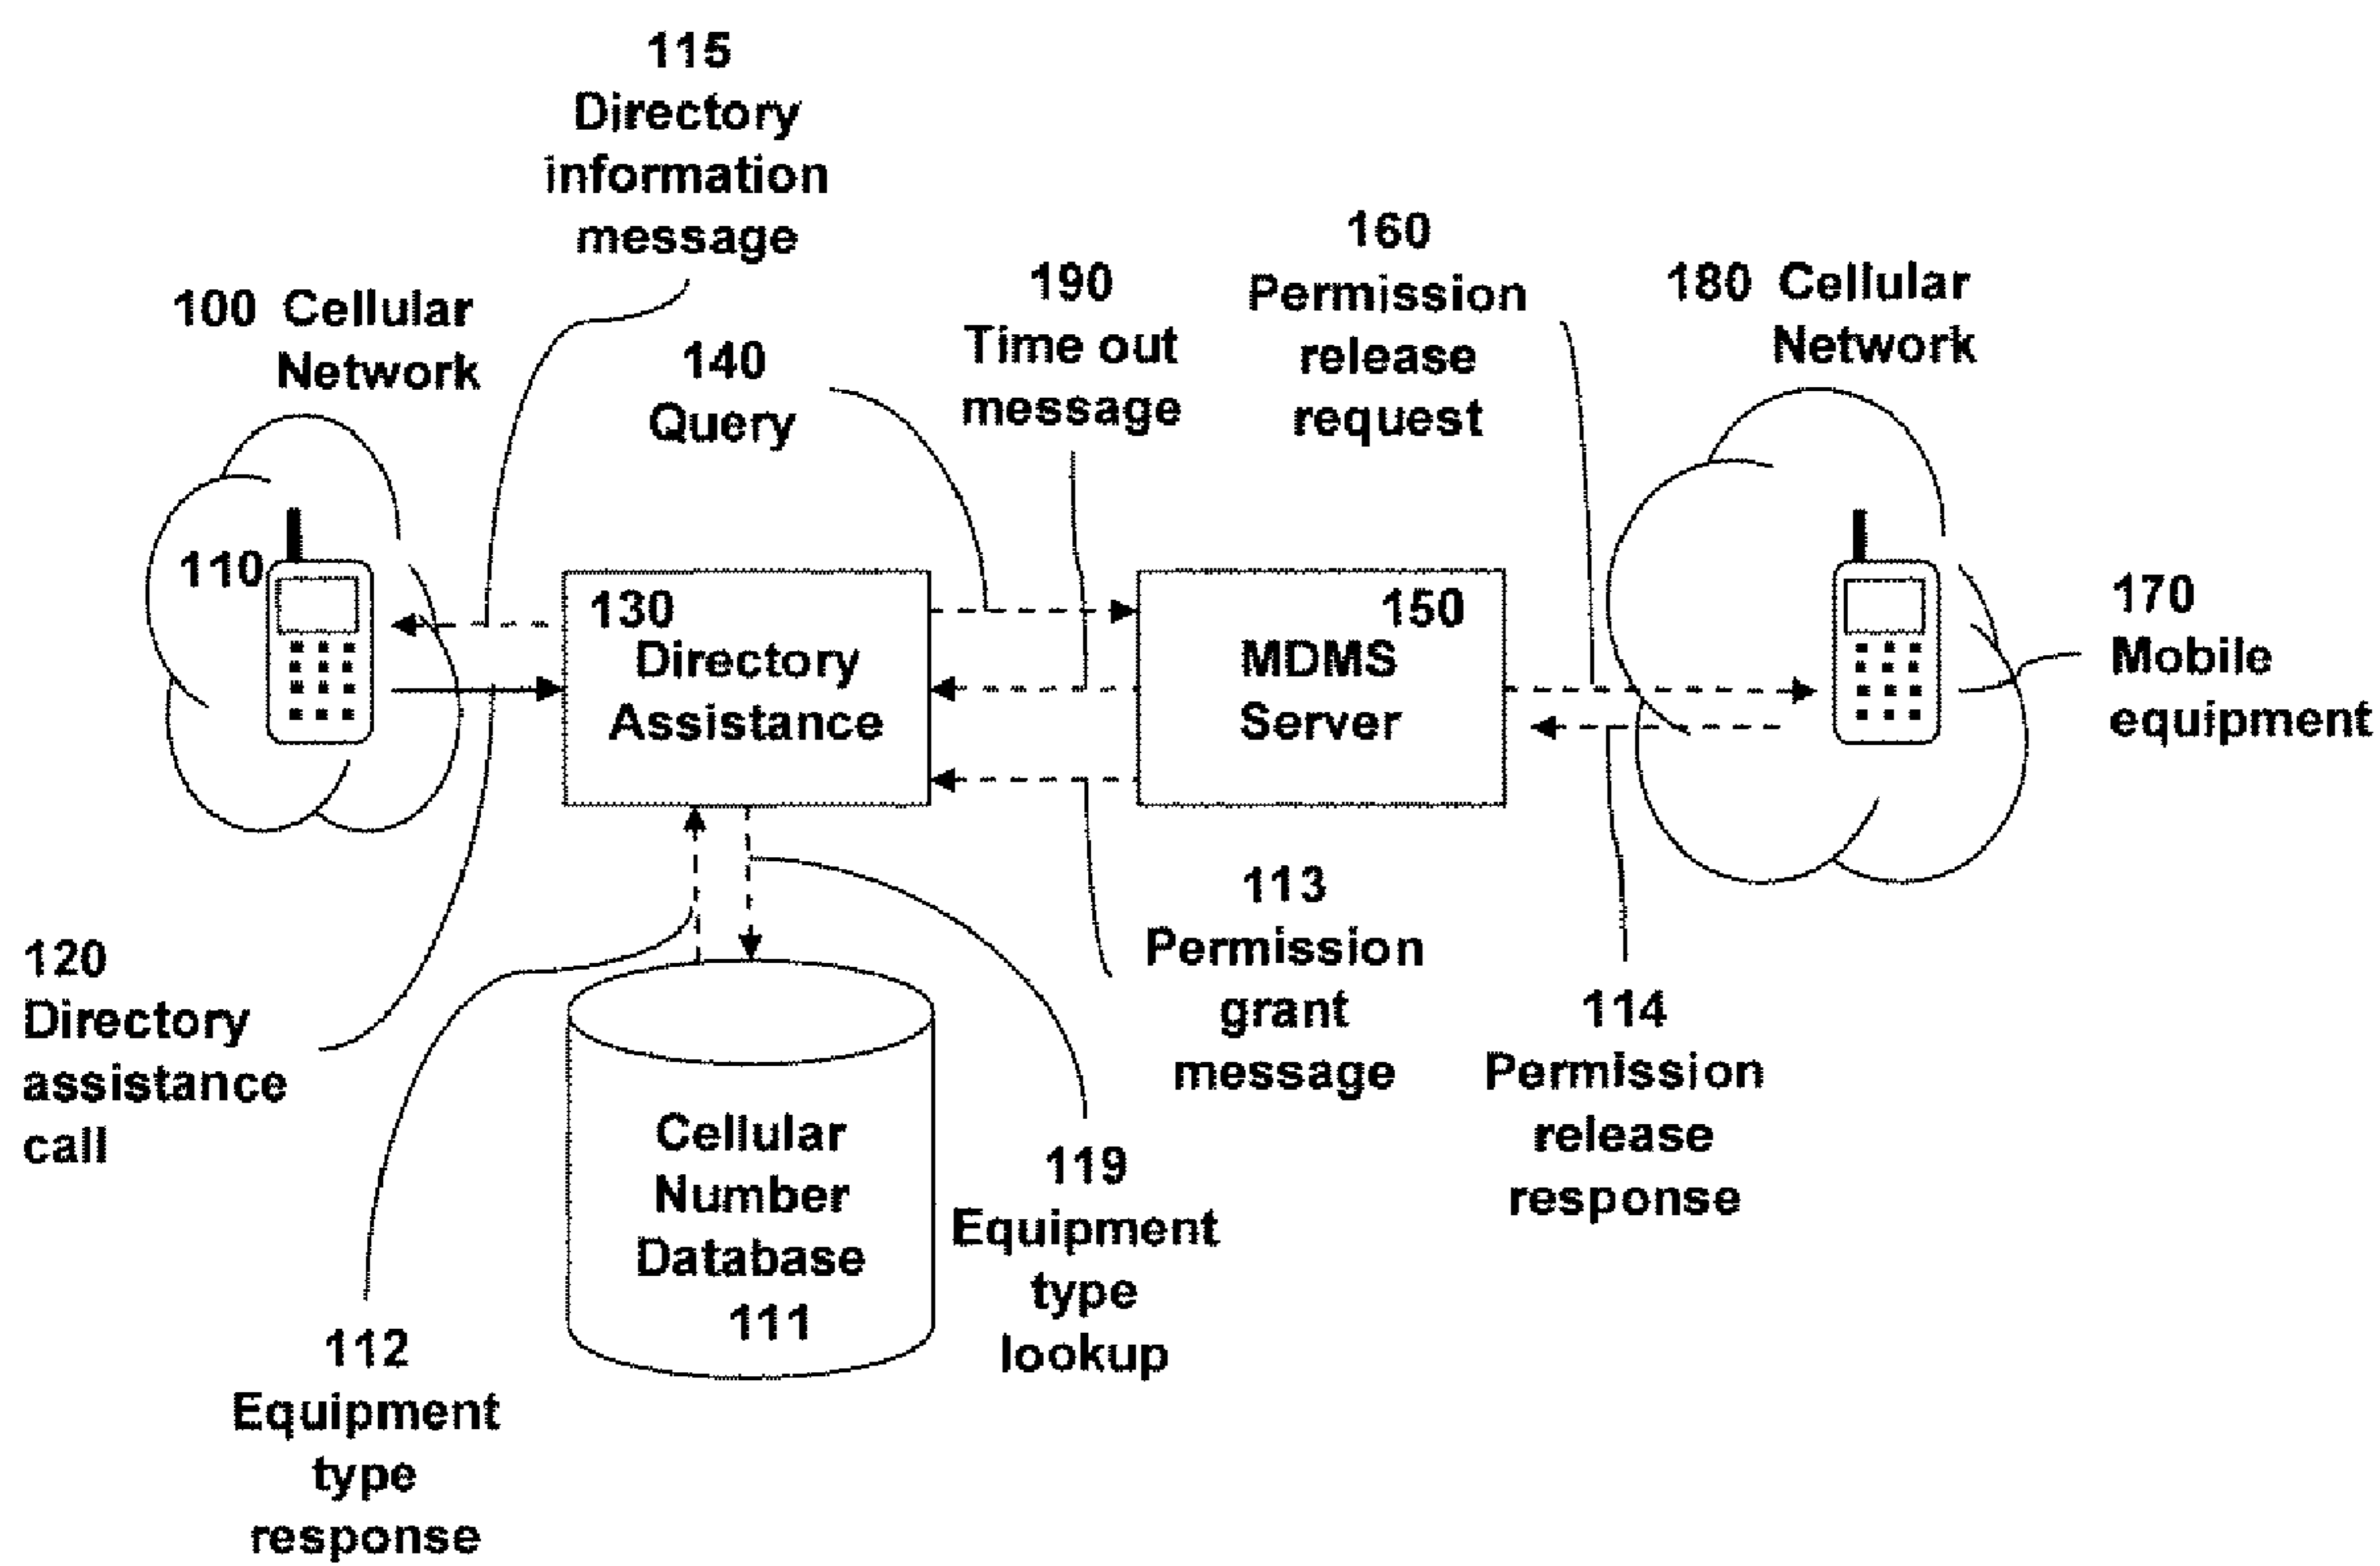 115
Directory
information
message
100 Cellular
Network
140
Query
190
Time out
message
160
Permission
release
request
180 Cellular
Network
110
130
Directory
Assistance
150
MDMS
Server
170
Mobile
equipment
120
Directory
assistance
call
113
Permission
grant
message
114
Permission
release
response
Cellular
Number
Database
111
119
Equipment
type
lookup
112
Equipment
type
response